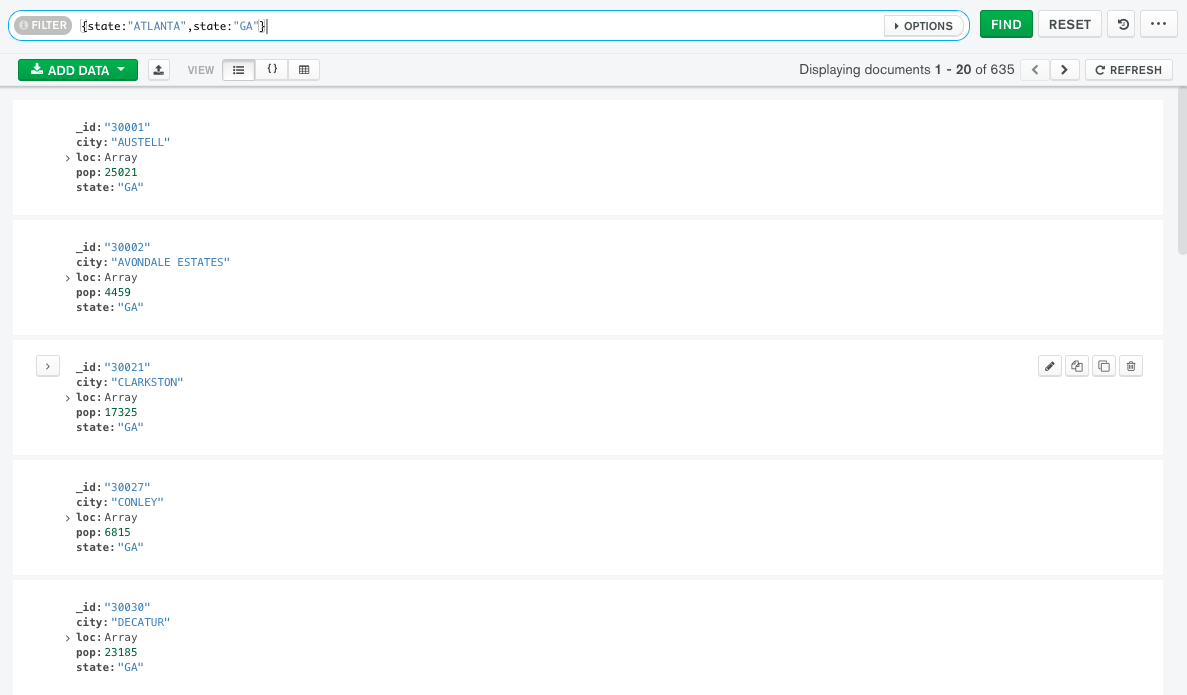 FILTER {state:"ATLANTA",state:"GA"} OPTIONS FIND RESET
ADD DATA VIEW {} Displaying documents 1 - 20 of 635 REFRESH
_id:"30001"
city:"AUSTELL"
loc:Array
pop:25021
state:"GA"
_id:"30002"
city:"AVONDALE ESTATES"
loc:Array
pop:4459
state:"GA"
_id:"30021"
city:"CLARKSTON"
loc:Array
pop:17325
state:"GA"
_id:"30027"
city:"CONLEY"
loc:Array
pop:6815
state:"GA"
_id:"30030"
city:"DECATUR"
loc:Array
pop:23185
state:"GA"